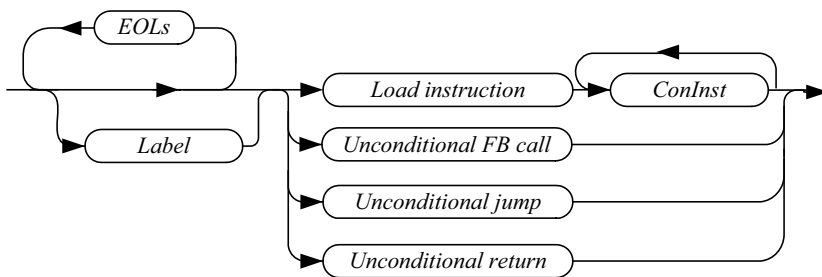 EOLs
Load instruction
ConInst
Label
Unconditional FB call
Unconditional jump
Unconditional return